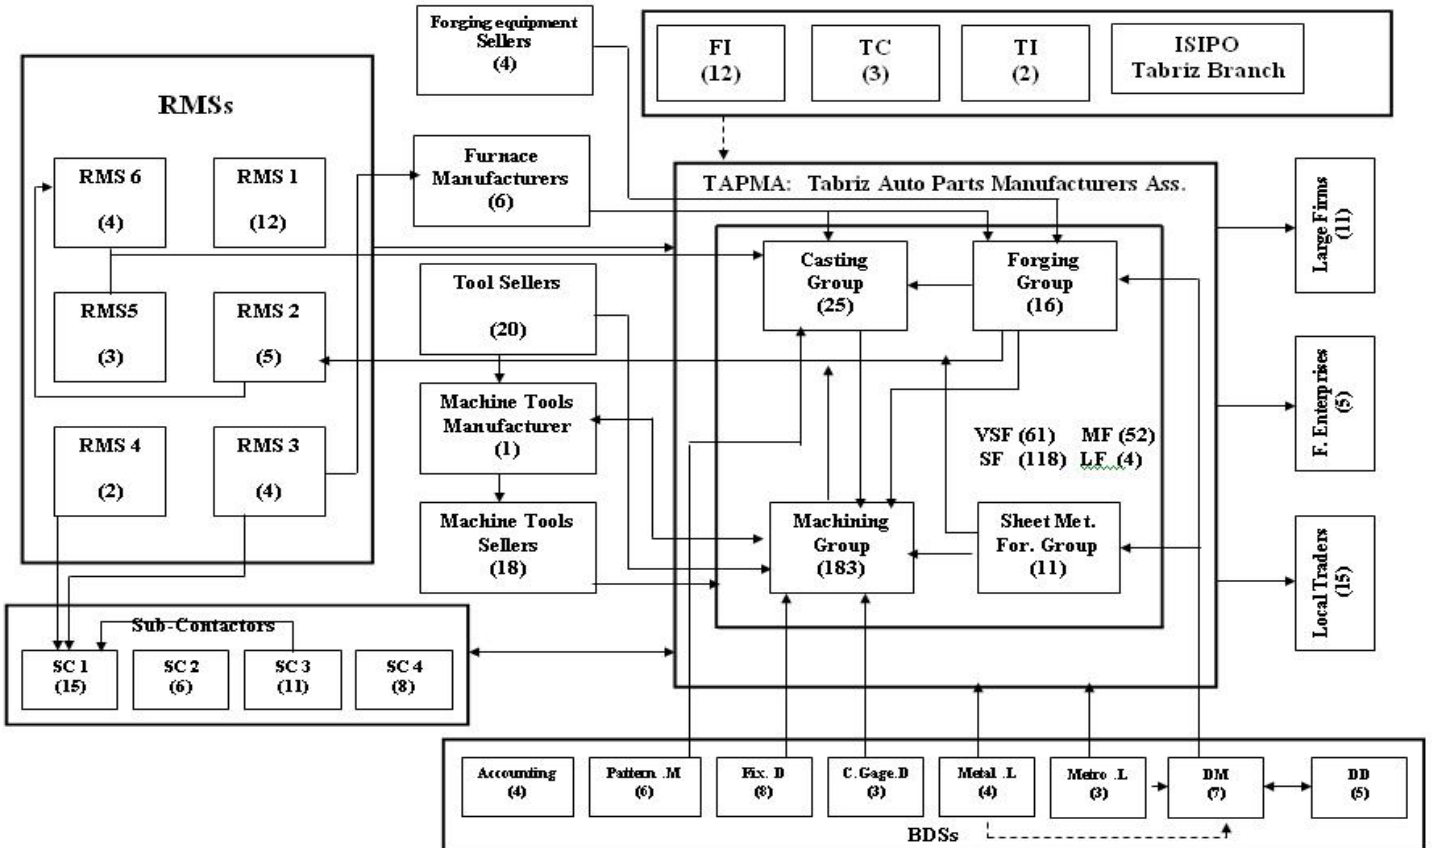 Forging equipment
Sellers
(4)
FI
(12)
TC
(3)
TI
(2)
ISIPO
Tabriz Branch
RMSs
RMS 6
(4)
RMS 1
(12)
RMS5
(3)
RMS 2
(5)
RMS 4
(2)
RMS 3
(4)
Furnace
Manufacturers
(6)
Tool Sellers
(20)
Machine Tools
Manufacturer
(1)
Machine Tools
Sellers
(18)
TAPMA: Tabriz Auto Parts Manufacturers Ass.
Casting
Group
(25)
Forging
Group
(16)
VSF (61) MF (52)
SF (118) LF (4)
Machining
Group
(183)
Sheet Met.
For. Group
(11)
Large Firms
(11)
F. Enterprises
(5)
Local Traders
(15)
Sub-Contactors
SC 1
(15)
SC 2
(6)
SC 3
(11)
SC 4
(8)
Accounting
(4)
Pattern .M
(6)
Fix. D
(8)
C.Gage.D
(3)
Metal .L
(4)
Metro .L
(3)
DM
(7)
DD
(5)
BDSs